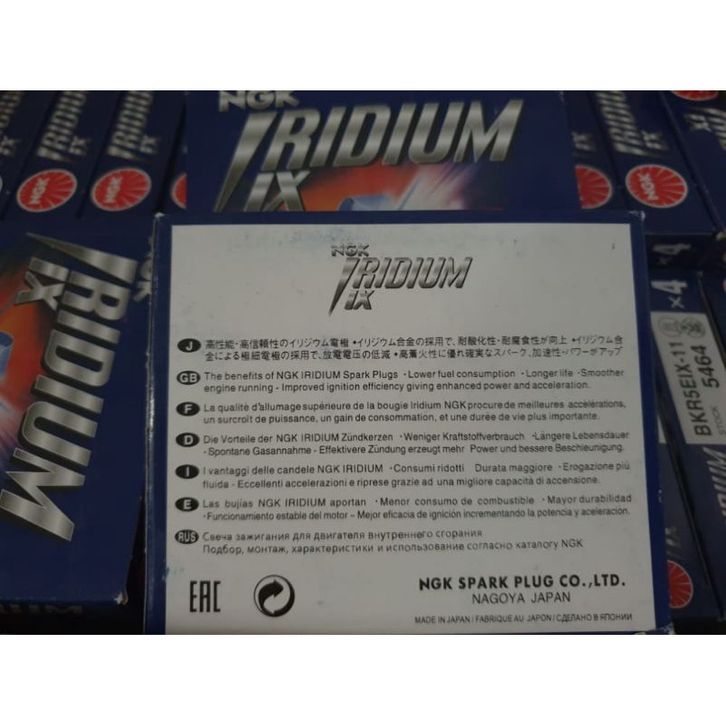 NGK
IRIDIUM
IX
NGK
NGK
NGK
IRIDIUM
IX
NGK
IRIDIUM
IX
J 高性能・高信頼性のイリジウム電極 •イリジウム合金の採用で、耐酸化性・耐腐食性が向上 •イリジウム合
金による極細電極の採用で、放電電圧の低減 •高着火性に優れ確実なスパーク、加速性・パワーがアップ
GB The benefits of NGK IRIDIUM Spark Plugs ·Lower fuel consumption ·Longer life ·Smoother
engine running - Improved ignition efficiency giving enhanced power and acceleration.
F La qualité d'allumage supérieure de la bougie Iridium NGK procure de meilleures accelérations,
un surcroît de puissance, un gain de consommation, et une durée de vie plus importante.
D Die Vorteile der NGK IRIDIUM Zündkerzen ·Weniger Kraftstoffverbrauch ·Längere Lebensdauer
- Spontane Gasannahme - Effektivere Zündung erzeugt mehr Power und bessere Beschleunigung.
I I vantaggi delle candele NGK IRIDIUM ·Consumi ridotti Durata maggiore ·Erogazione più
fluida - Eccellenti accelerazioni e riprese grazie ad una migliore capacità di accensione.
E Las bujías NGK IRIDIUM aportan ·Menor consumo de combustible ·Mayor durabilidad
·Funcionamiento estable del motor – Mejor eficacia de ignición incrementando la potencia y aceleración.
RUS Свеча зажигания для двигателя внутреннего сгорания
Подбор, монтаж, характеристики и использование согласно каталогу NGK
EAC
NGK SPARK PLUG CO.,LTD.
NAGOYA JAPAN
MADE IN JAPAN / FABRIQUE AU JAPON / СДЕЛАНО В ЯПОНИИ
×4
×4
BKR5EIX-11
STOCK 5464